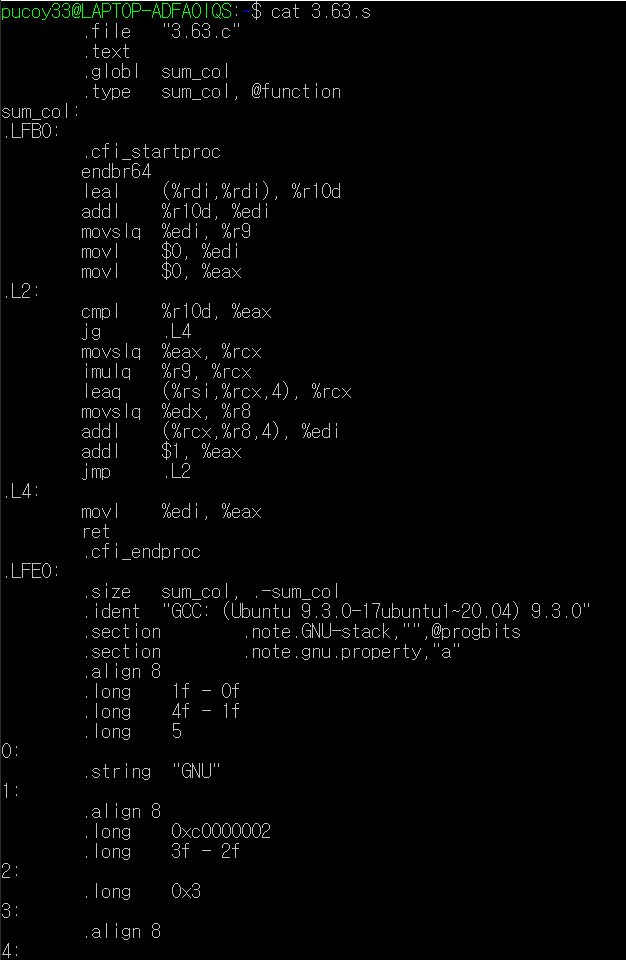 pucoy33@LAPTOP-ADFAOIQS:~$ cat 3.63.s
        .file   "3.63.c"
        .text
        .globl  sum_col
        .type   sum_col, @function
sum_col:
.LFB0:
        .cfi_startproc
        endbr64
        leal    (%rdi,%rdi), %r10d
        addl    %r10d, %edi
        movslq  %edi, %r9
        movl    $0, %edi
        movl    $0, %eax
.L2:
        cmpl    %r10d, %eax
        jg      .L4
        movslq  %eax, %rcx
        imulq   %r9, %rcx
        leaq    (%rsi,%rcx,4), %rcx
        movslq  %edx, %r8
        addl    (%rcx,%r8,4), %edi
        addl    $1, %eax
        jmp     .L2
.L4:
        movl    %edi, %eax
        ret
        .cfi_endproc
.LFE0:
        .size   sum_col, .-sum_col
        .ident  "GCC: (Ubuntu 9.3.0-17ubuntu1~20.04) 9.3.0"
        .section        .note.GNU-stack,"",@progbits
        .section        .note.gnu.property,"a"
        .align 8
        .long    1f - 0f
        .long    4f - 1f
        .long    5
0:
        .string  "GNU"
1:
        .align 8
        .long    0xc0000002
        .long    3f - 2f
2:
        .long    0x3
3:
        .align 8
4: